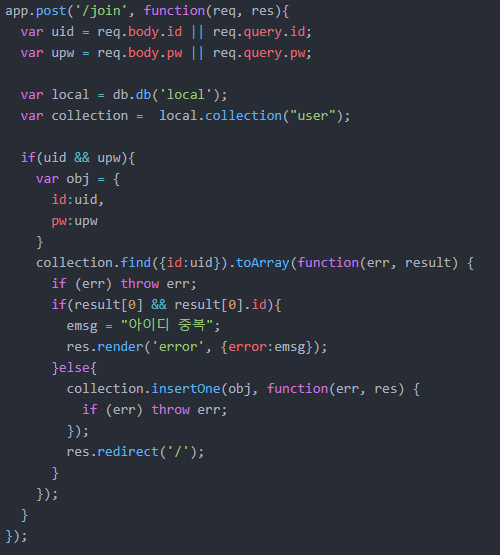 app.post('/join', function(req, res){
  var uid = req.body.id || req.query.id;
  var upw = req.body.pw || req.query.pw;

  var local = db.db('local');
  var collection =  local.collection("user");

  if(uid && upw){
    var obj = {
      id:uid,
      pw:upw
    }
    collection.find({id:uid}).toArray(function(err, result) {
      if (err) throw err;
      if(result[0] && result[0].id){
        emsg = "아이디 중복";
        res.render('error', {error:emsg});
      }else{
        collection.insertOne(obj, function(err, res) {
          if (err) throw err;
        });
        res.redirect('/');
      }
    });
  }
});